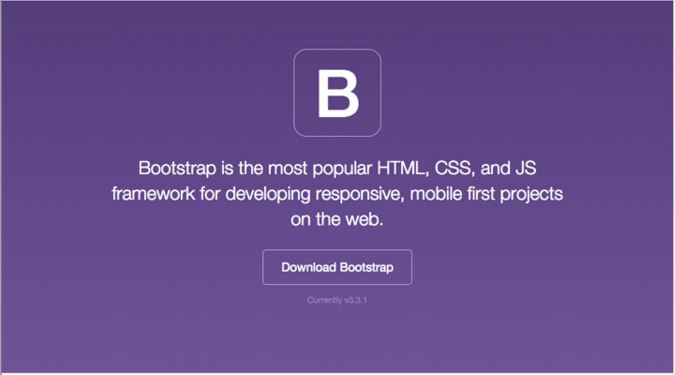 B
Bootstrap is the most popular HTML, CSS, and JS
framework for developing responsive, mobile first projects
on the web.
Download Bootstrap
Currently v3.3.1